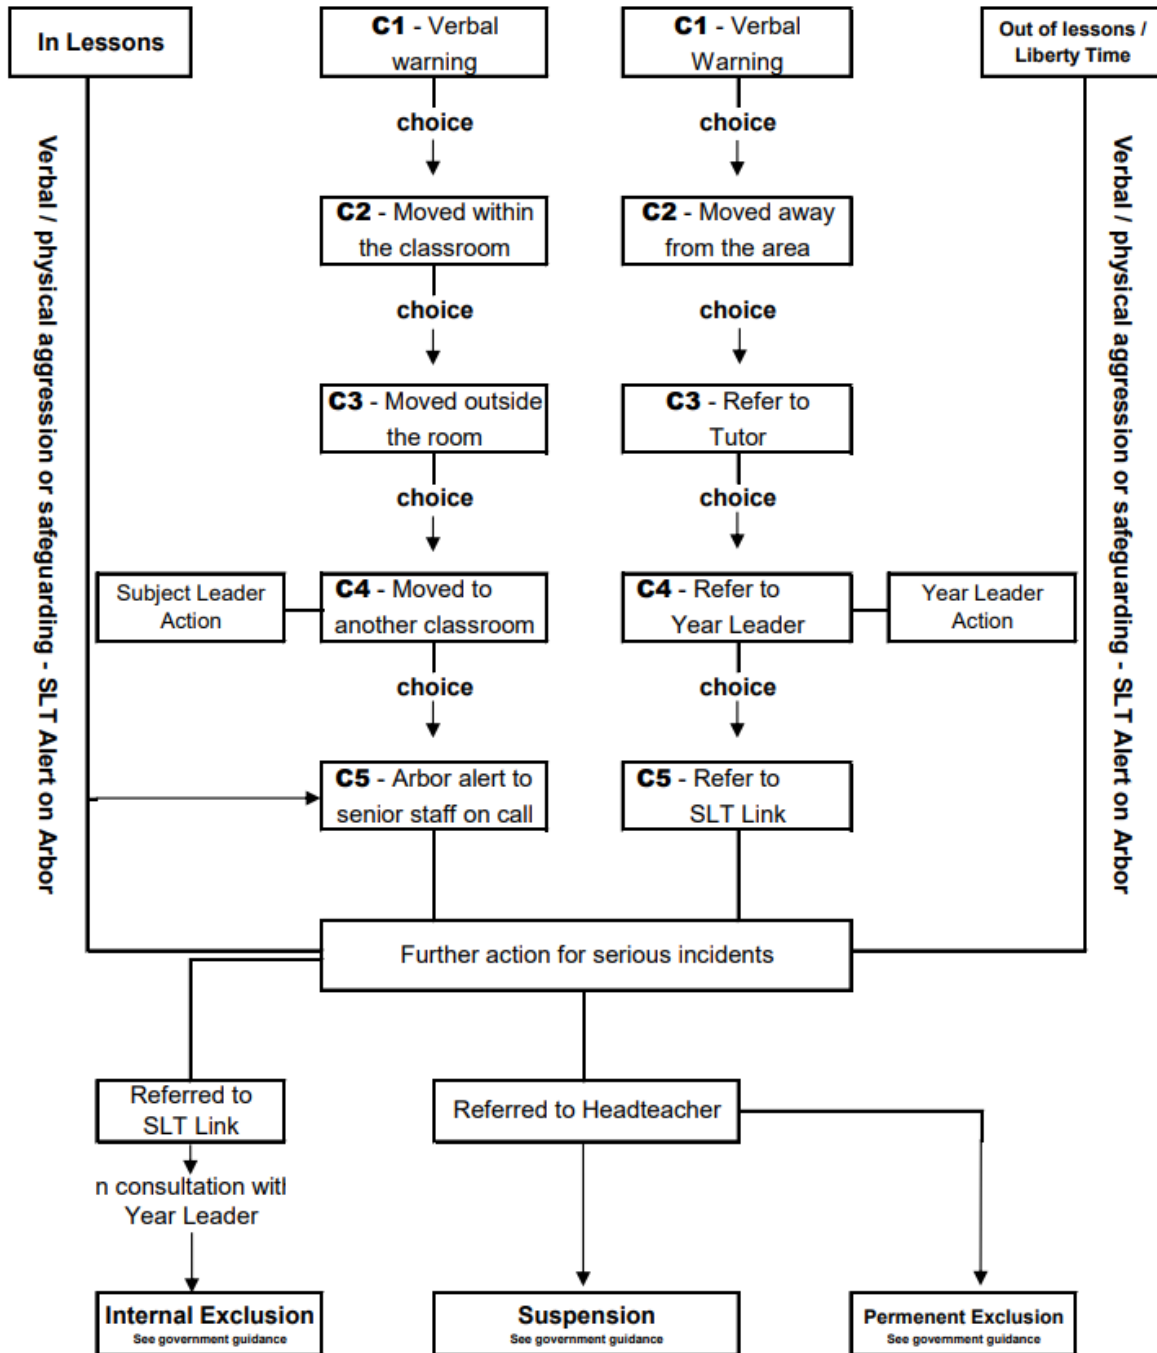 In Lessons
C1 - Verbal
warning
C1 - Verbal
Warning
Out of lessons /
Liberty Time
Verbal / physical aggression or safeguarding - SLT Alert on Arbor
Verbal / physical aggression or safeguarding - SLT Alert on Arbor
choice
choice
C2 - Moved within
the classroom
C2 - Moved away
from the area
choice
choice
C3 - Moved outside
the room
C3 - Refer to
Tutor
choice
choice
Subject Leader
Action
C4 - Moved to
another classroom
C4 - Refer to
Year Leader
Year Leader
Action
choice
choice
C5 - Arbor alert to
senior staff on call
C5 - Refer to
SLT Link
Further action for serious incidents
Referred to
SLT Link
Referred to Headteacher
n consultation with
Year Leader
Internal Exclusion
See government guidance
Suspension
See government guidance
Permenent Exclusion
See government guidance